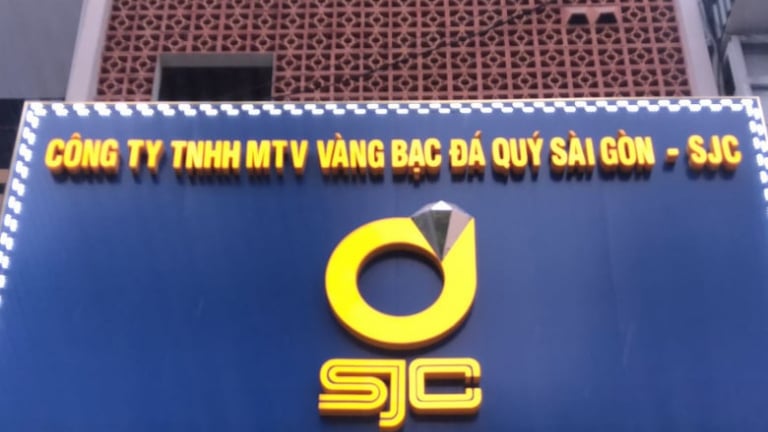 CÔNG TY TNHH MTV VÀNG BẠC ĐÁ QUÝ SÀI GÒN - SJC
SJC